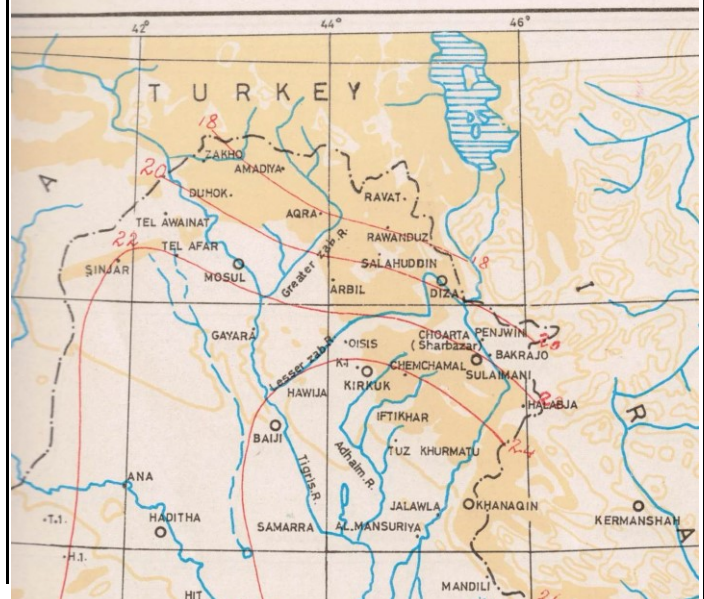 42°
44°
46°
TURKEY
18
ZAKHO
AMADIYA
20
DUHOK
RAVAT
A
AQRA
TEL AWAINAT
RAWANDUZ
22
TEL AFAR
SALAHUDDIN
18
SINJAR
MOSUL
Greater zab.R.
ARBIL
DIZA
I
GAYARA
Lesser zab.R.
OISIS
CHOARTA
(Sharbazar)
PENJWIN
20
BAKRAJO
K-1
CHEMCHAMAL
SULAIMANI
KIRKUK
HAWIJA
HALABJA
22
R
IFTIKHAR
BAIJI
Adhaim.R.
TUZ KHURMATU
24
Tigris.R.
ANA
JALAWLA
KHANAQIN
HADITHA
KERMANSHAH
A
T.1.
SAMARRA
AL.MANSURIYA
H.1.
MANDILI
HIT